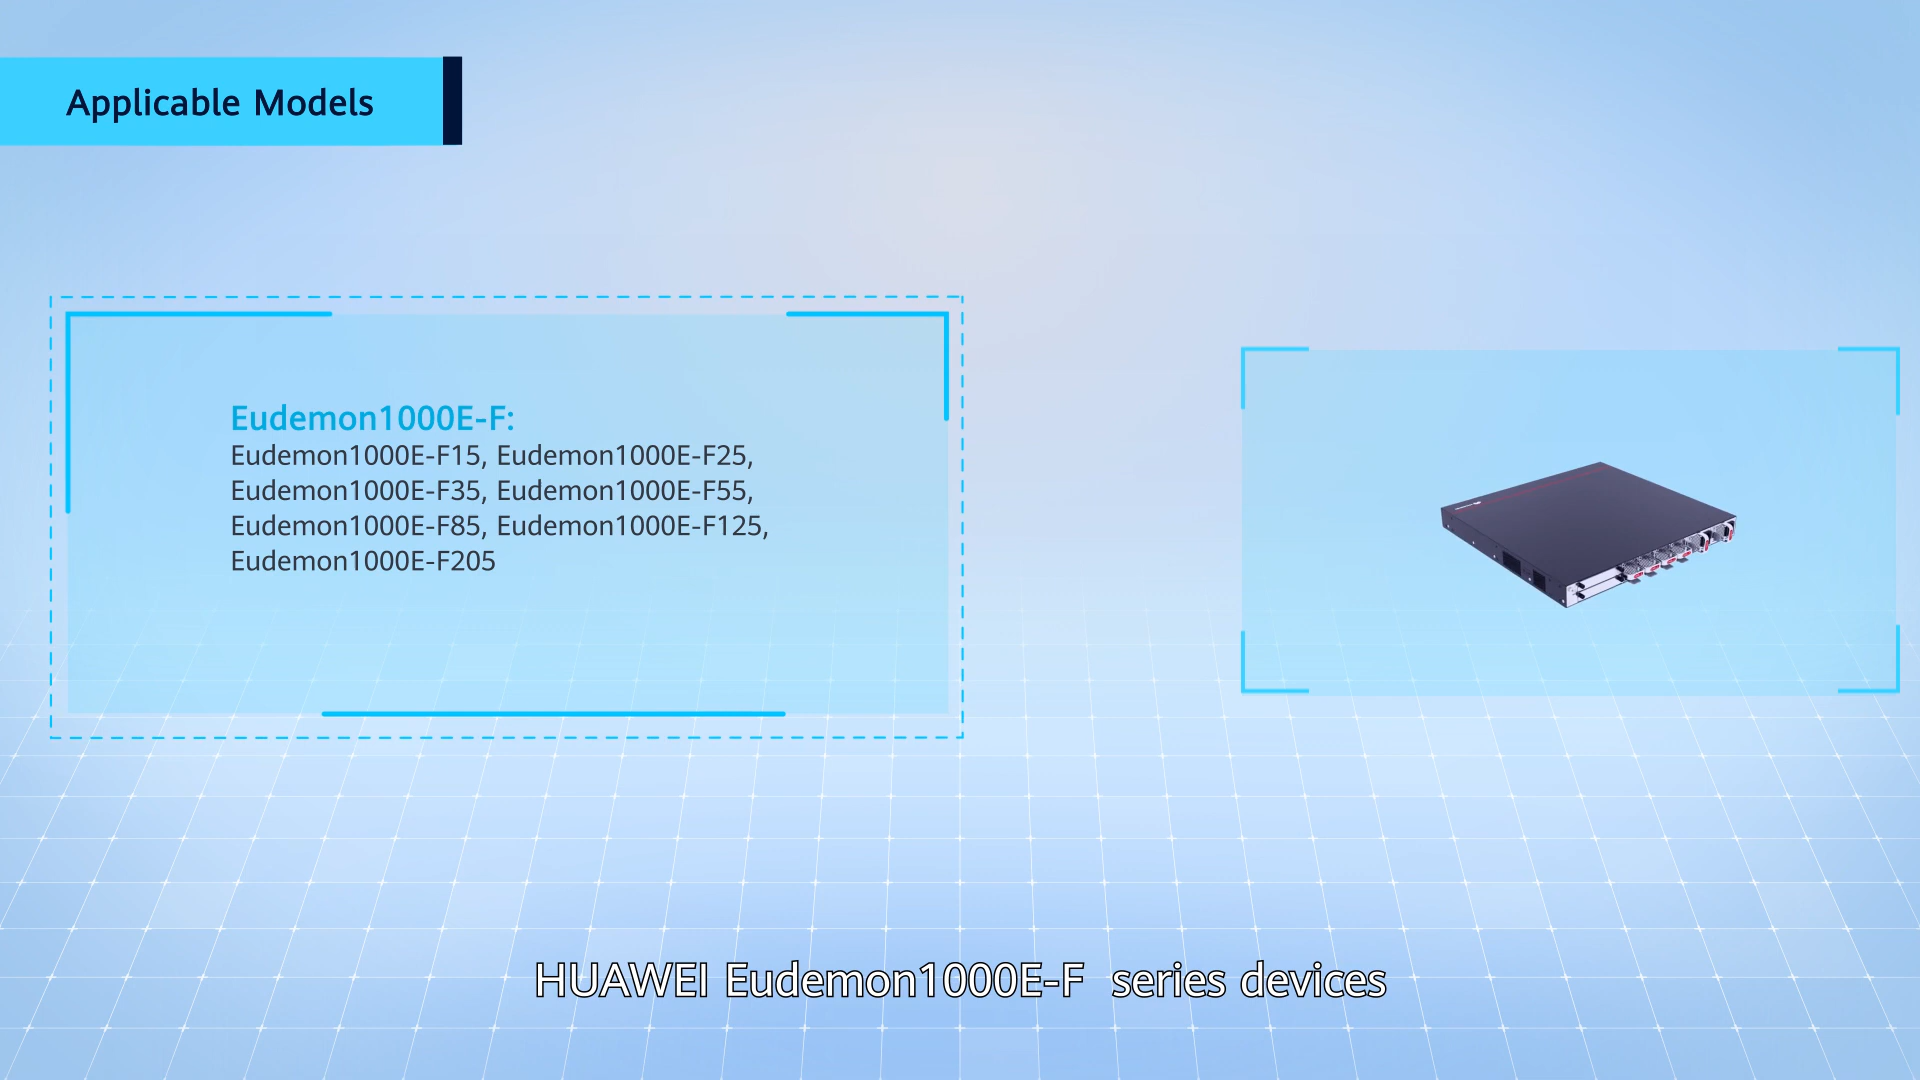 Applicable Models
Eudemon1000E-F:
Eudemon1000E-F15, Eudemon1000E-F25,
Eudemon1000E-F35, Eudemon1000E-F55,
Eudemon1000E-F85, Eudemon1000E-F125,
Eudemon1000E-F205
HUAWEI Eudemon1000E-F series devices